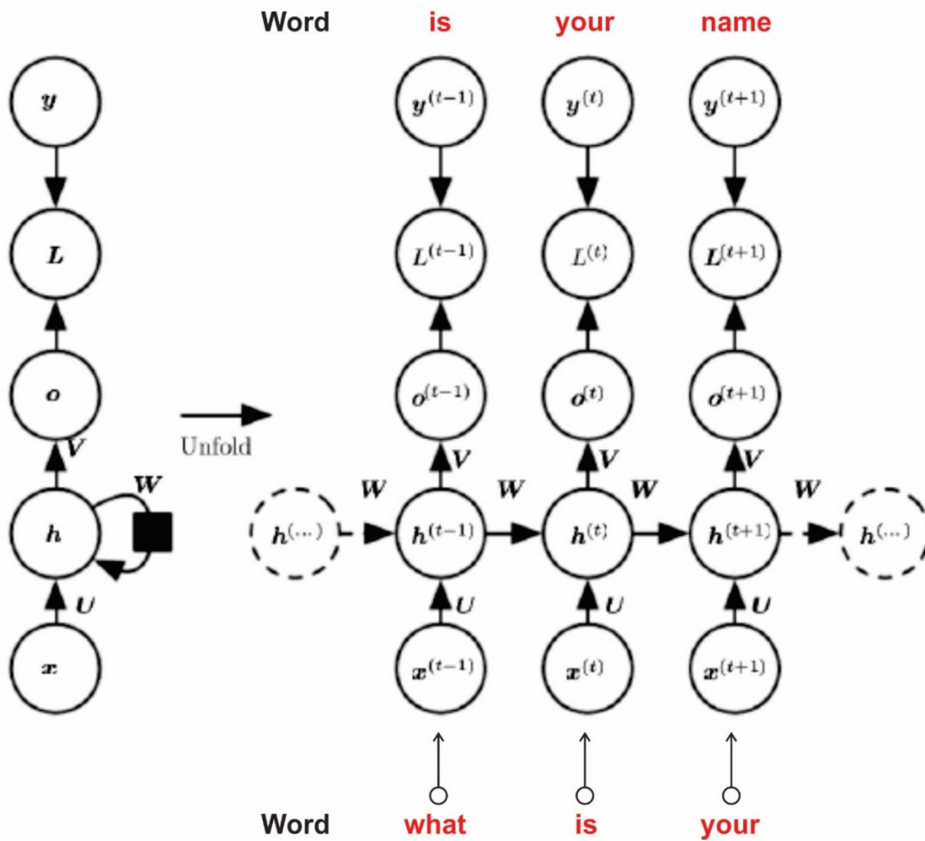 Word is your name
y y^(t−1) y^(t) y^(t+1)
L L^(t−1) L^(t) L^(t+1)
o o^(t−1) o^(t) o^(t+1)
Unfold
V V V V
W W W W W
h h^(...) h^(t−1) h^(t) h^(t+1) h^(...)
U U U U
x x^(t−1) x^(t) x^(t+1)
Word what is your